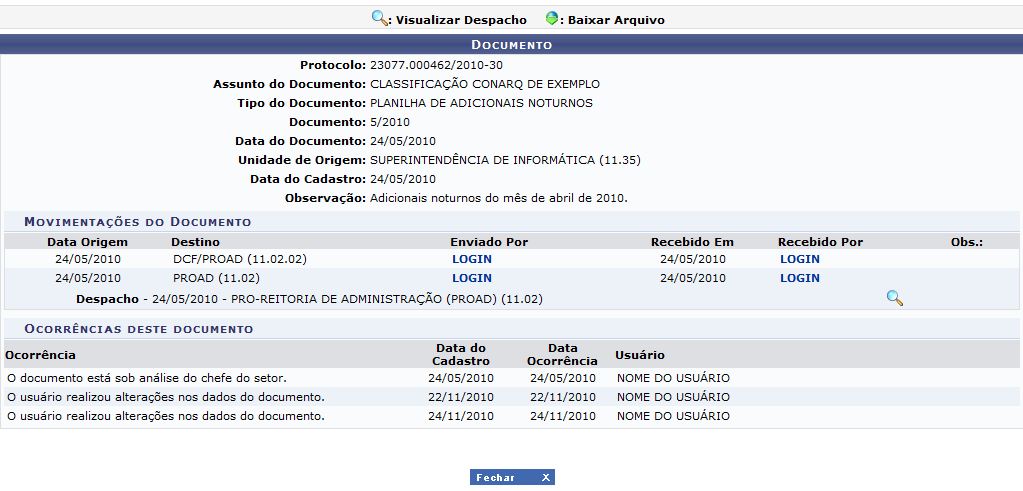 : Visualizar Despacho : Baixar Arquivo
DOCUMENTO
Protocolo: 23077.000462/2010-30
Assunto do Documento: CLASSIFICAÇÃO CONARQ DE EXEMPLO
Tipo do Documento: PLANILHA DE ADICIONAIS NOTURNOS
Documento: 5/2010
Data do Documento: 24/05/2010
Unidade de Origem: SUPERINTENDÊNCIA DE INFORMÁTICA (11.35)
Data do Cadastro: 24/05/2010
Observação: Adicionais noturnos do mês de abril de 2010.
MOVIMENTAÇÕES DO DOCUMENTO
Data Origem Destino Enviado Por Recebido Em Recebido Por Obs.:
24/05/2010 DCF/PROAD (11.02.02) LOGIN 24/05/2010 LOGIN
24/05/2010 PROAD (11.02) LOGIN 24/05/2010 LOGIN
Despacho - 24/05/2010 - PRO-REITORIA DE ADMINISTRAÇÃO (PROAD) (11.02)
OCORRÊNCIAS DESTE DOCUMENTO
Ocorrência Data do Cadastro Data Ocorrência Usuário
O documento está sob análise do chefe do setor. 24/05/2010 24/05/2010 NOME DO USUÁRIO
O usuário realizou alterações nos dados do documento. 22/11/2010 22/11/2010 NOME DO USUÁRIO
O usuário realizou alterações nos dados do documento. 24/11/2010 24/11/2010 NOME DO USUÁRIO
Fechar X